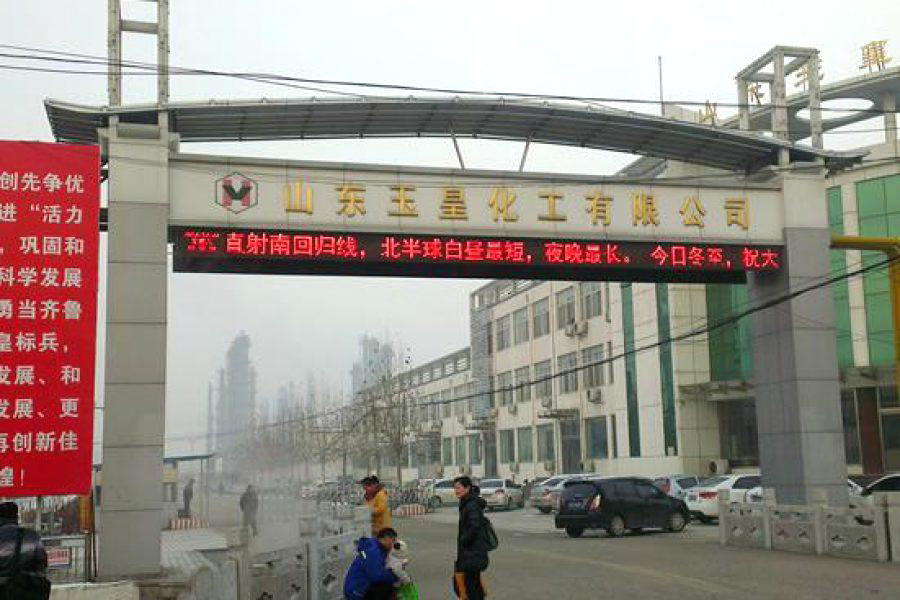 山东玉皇化工有限公司
直射南回归线，北半球白昼最短，夜晚最长。 今日冬至，祝大
创先争优
进“活力
，巩固和
科学发展
勇当齐鲁
皇标兵，
发展、和
发展、更
再创新佳
煌！